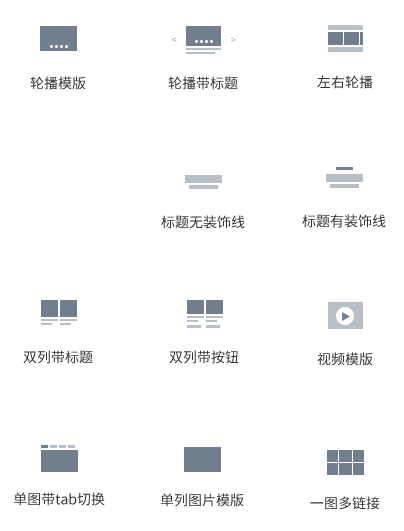 轮播模版
轮播带标题
左右轮播
标题无装饰线
标题有装饰线
双列带标题
双列带按钮
视频模版
单图带tab切换
单列图片模版
一图多链接